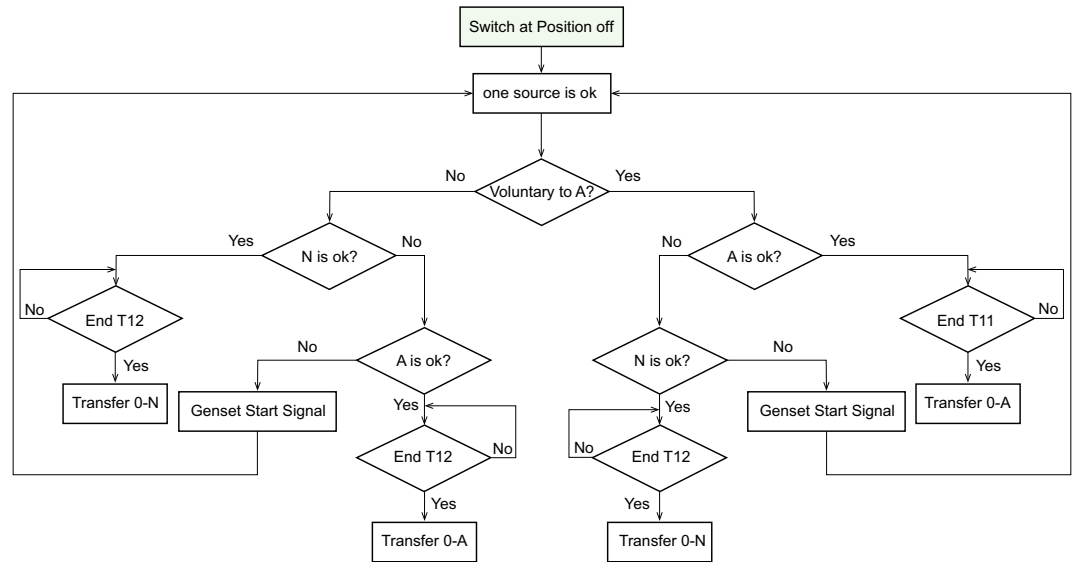 Switch at Position off
one source is ok
No
Voluntary to A?
Yes
Yes
N is ok?
No
No
A is ok?
Yes
No
End T12
Yes
Transfer 0-N
No
A is ok?
Genset Start Signal
Yes
No
End T12
Yes
Transfer 0-A
N is ok?
No
Yes
Genset Start Signal
No
End T12
Yes
Transfer 0-N
End T11
No
Yes
Transfer 0-A